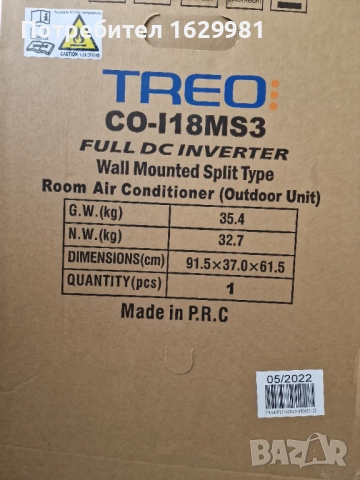 Потребител 1629981
TREO
CO-I18MS3
FULL DC INVERTER
Wall Mounted Split Type
Room Air Conditioner (Outdoor Unit)
G.W.(kg) 35.4
N.W.(kg) 32.7
DIMENSIONS(cm) 91.5×37.0×61.5
QUANTITY(pcs) 1
Made in P.R.C
05/2022
bazar